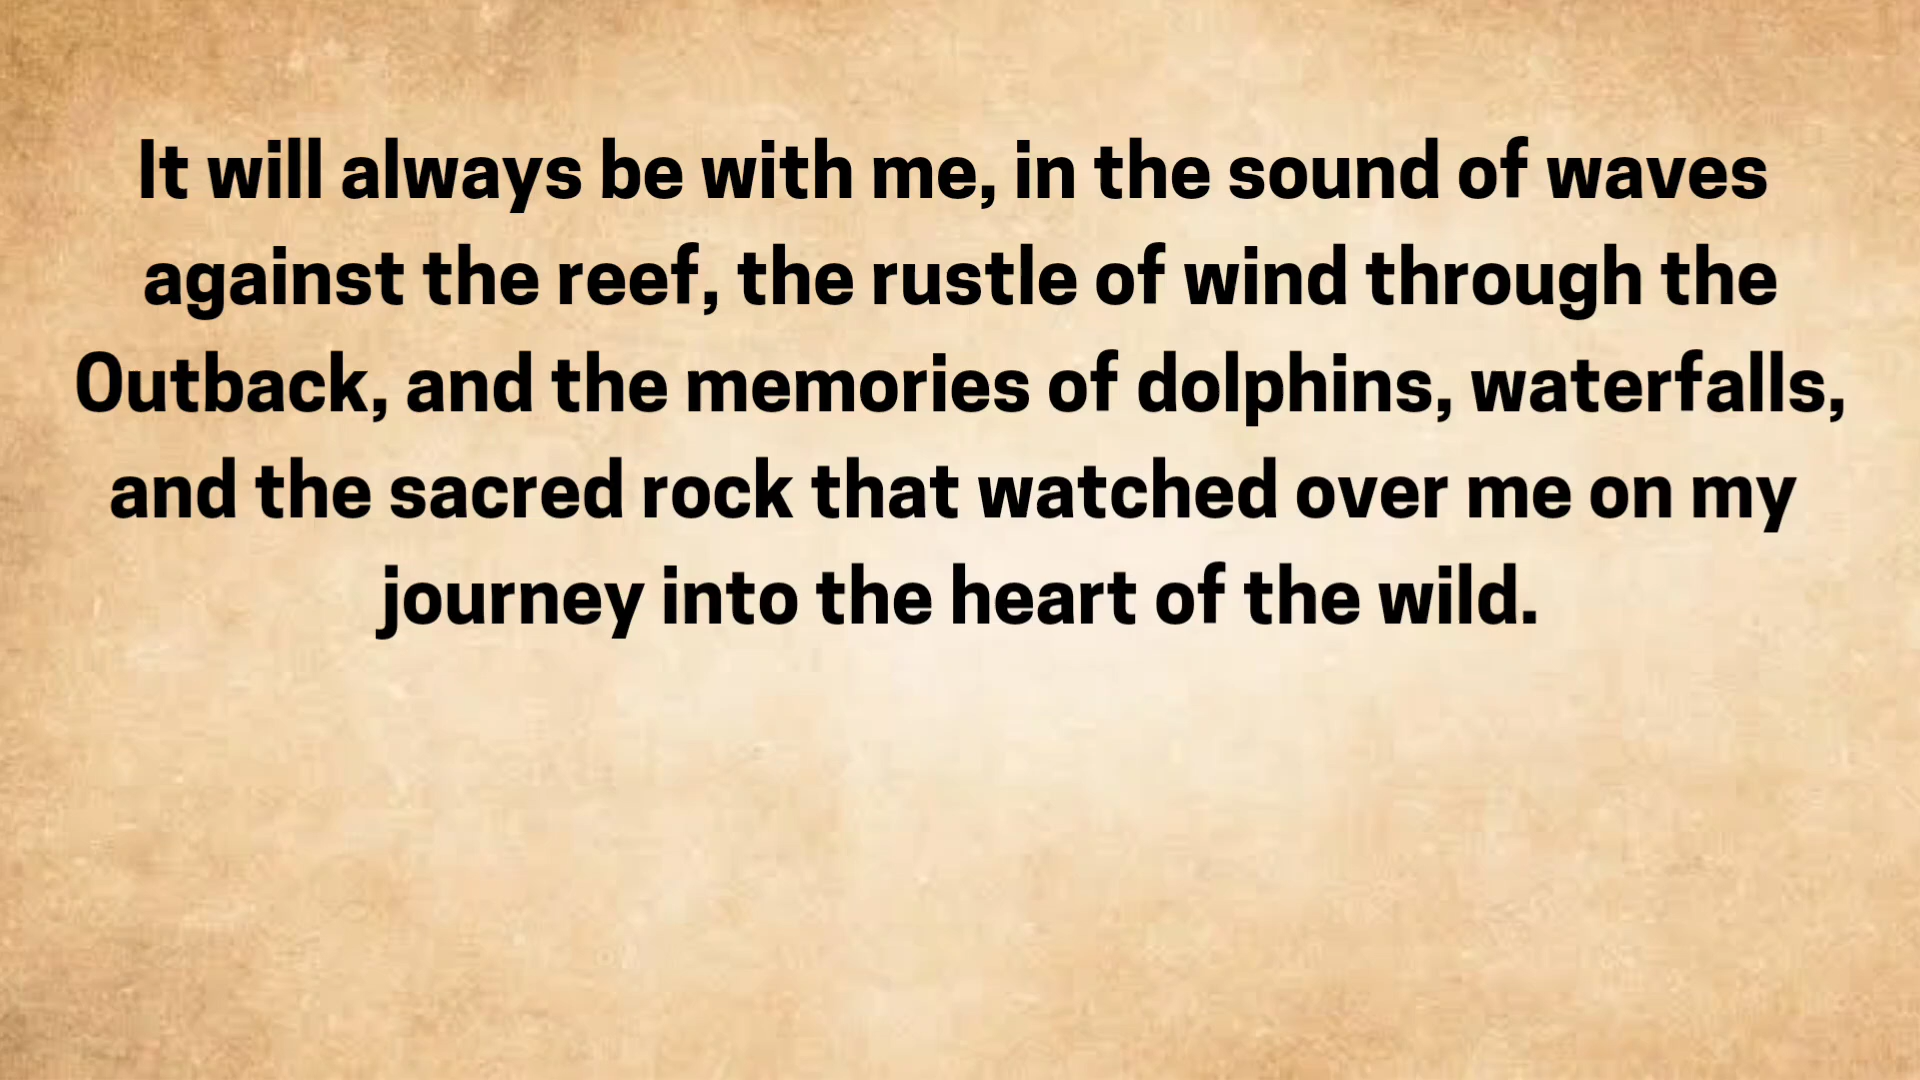 It will always be with me, in the sound of waves
against the reef, the rustle of wind through the
Outback, and the memories of dolphins, waterfalls,
and the sacred rock that watched over me on my
journey into the heart of the wild.